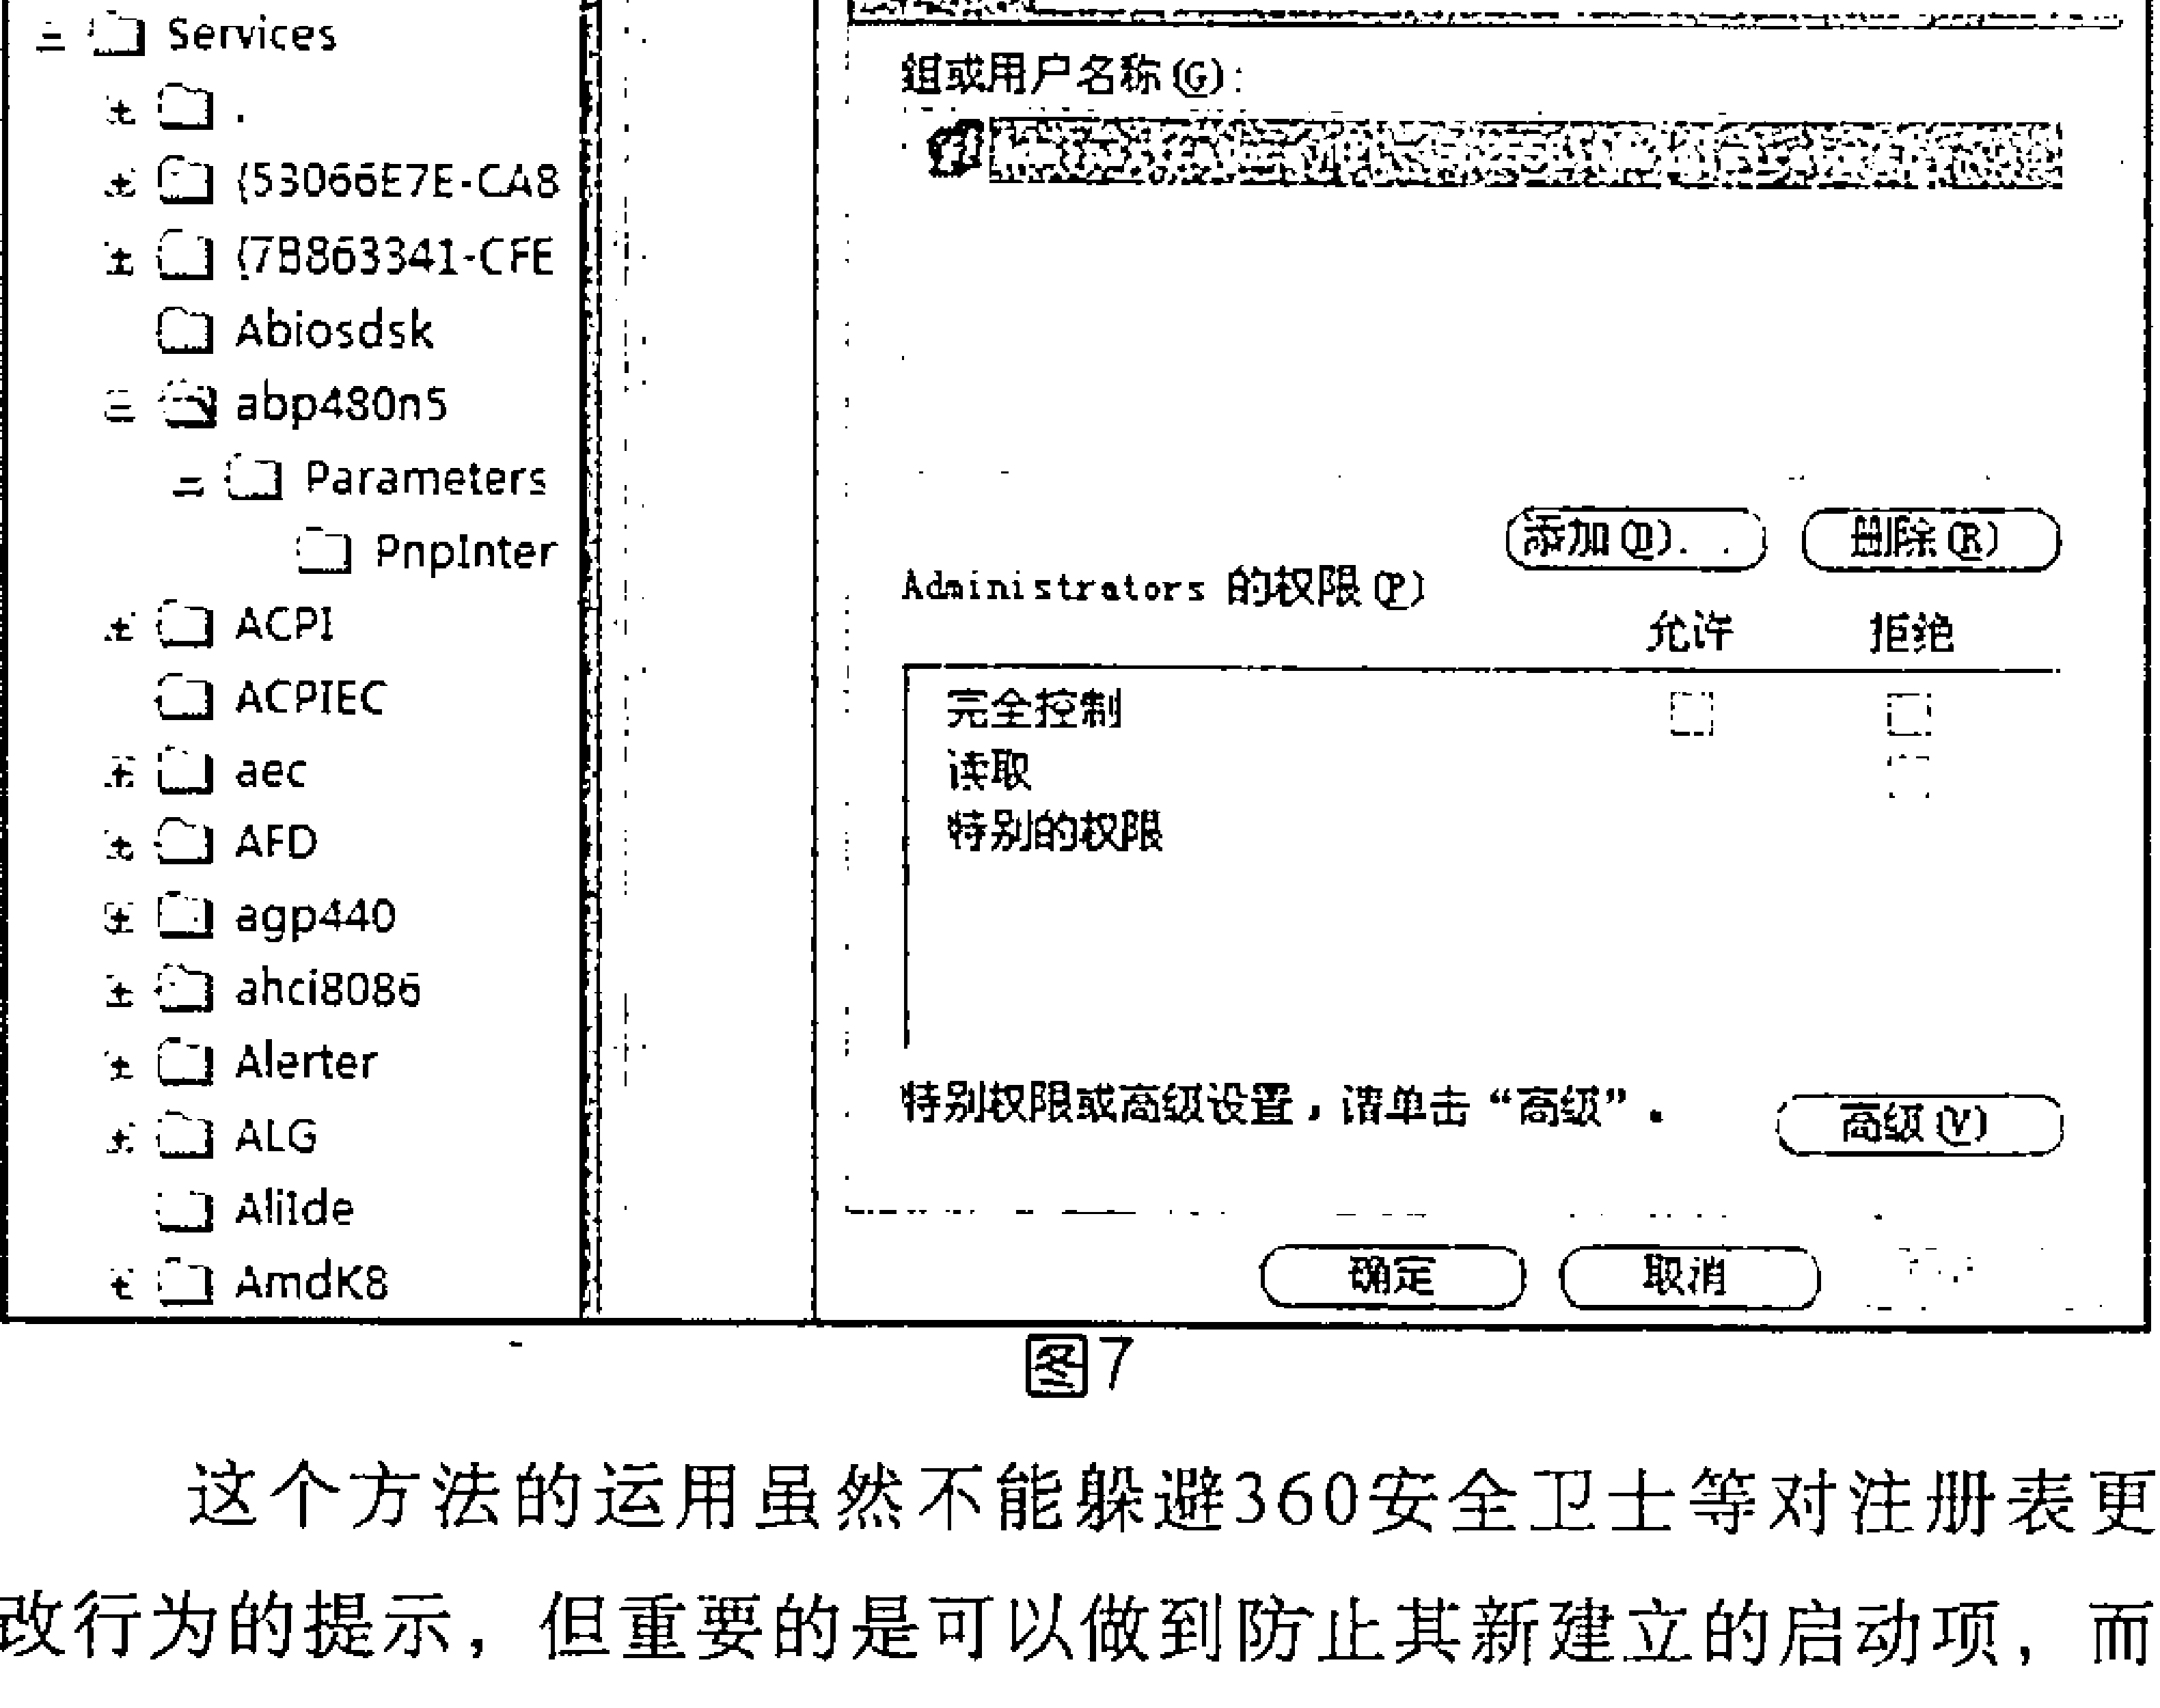 Services
.
{53066E7E-CA8
{7B863341-CFE
Abiosdsk
abp480n5
Parameters
PnpInter
ACPI
ACPIEC
aec
AFD
agp440
ahci8086
Alerter
ALG
AliIde
AmdK8
组或用户名称(G):
添加(D)...
删除(R)
Administrators 的权限(P)
允许 拒绝
完全控制
读取
特别的权限
特别权限或高级设置，请单击“高级”。
高级(V)
确定
取消
图7
这个方法的运用虽然不能躲避360安全卫士等对注册表更
改行为的提示，但重要的是可以做到防止其新建立的启动项，而